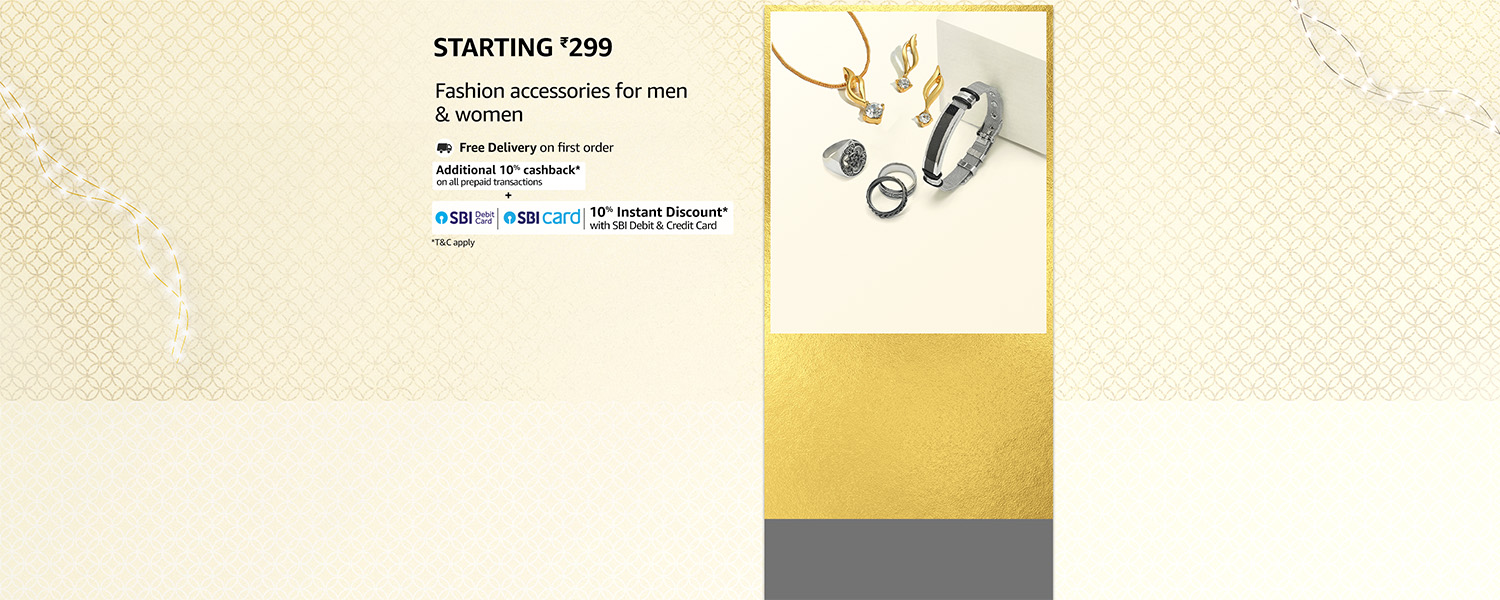 STARTING ₹299
Fashion accessories for men
& women
Free Delivery on first order
Additional 10% cashback*
on all prepaid transactions
+
SBI Debit Card | SBI card | 10% Instant Discount*
with SBI Debit & Credit Card
*T&C apply